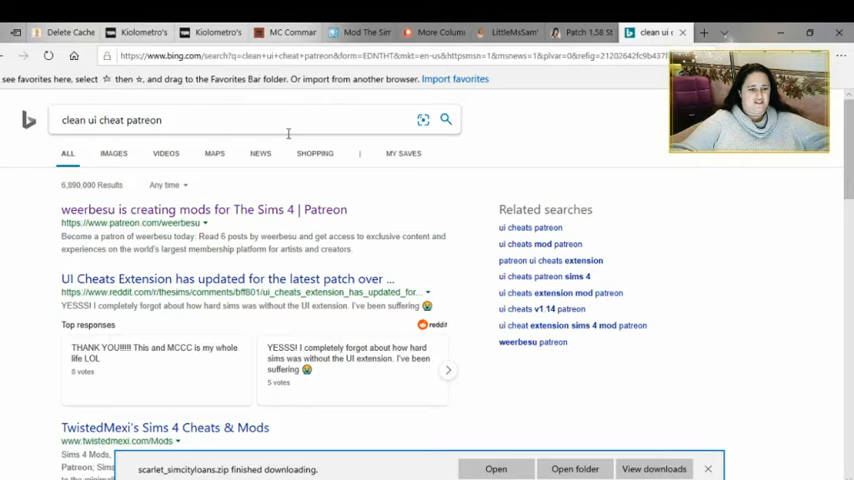 Delete Cache
Kiolometro's
Kiolometro's
MC Commar
Mod The Sim
More Colum
LittleMsSam'
Patch 1.58 St
clean ui c
https://www.bing.com/search?q=clean+ui+cheat+patreon&form=EDNTHT&mkt=en-us&httpsmsn=1&msnews=1&plvar=0&refig=21202642fc9b437f
see favorites here, select ☆ then ☆, and drag to the Favorites Bar folder. Or import from another browser. Import favorites
clean ui cheat patreon
ALL IMAGES VIDEOS MAPS NEWS SHOPPING | MY SAVES
6,890,000 Results Any time
weerbesu is creating mods for The Sims 4 | Patreon
https://www.patreon.com/weerbesu
Become a patron of weerbesu today: Read 6 posts by weerbesu and get access to exclusive content and
experiences on the world's largest membership platform for artists and creators.
UI Cheats Extension has updated for the latest patch over ...
https://www.reddit.com/r/thesims/comments/bff801/ui_cheats_extension_has_updated_for...
YESSS! I completely forgot about how hard sims was without the UI extension. I've been suffering 😭
Top responses
reddit
THANK YOU!!!!! This and MCCC is my whole
life LOL
8 votes
YESSS! I completely forgot about how hard
sims was without the UI extension. I've been
suffering 😭
5 votes
TwistedMexi's Sims 4 Cheats & Mods
www.twistedmexi.com/Mods
Sims 4 Mods,
Patreon; Sims
to the minimal
Related searches
ui cheats patreon
ui cheats mod patreon
patreon ui cheats extension
ui cheats patreon sims 4
ui cheats extension mod patreon
ui cheats v1.14 patreon
ui cheat extension sims 4 mod patreon
weerbesu patreon
scarlet_simcityloans.zip finished downloading.
Open
Open folder
View downloads